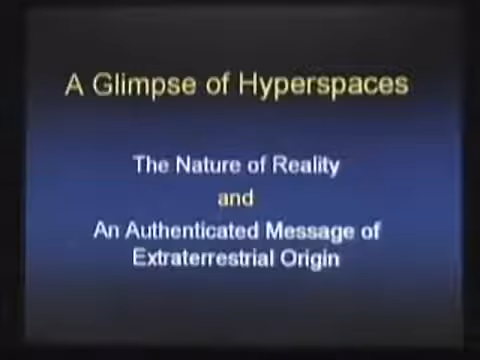 A Glimpse of Hyperspaces
The Nature of Reality
and
An Authenticated Message of
Extraterrestrial Origin